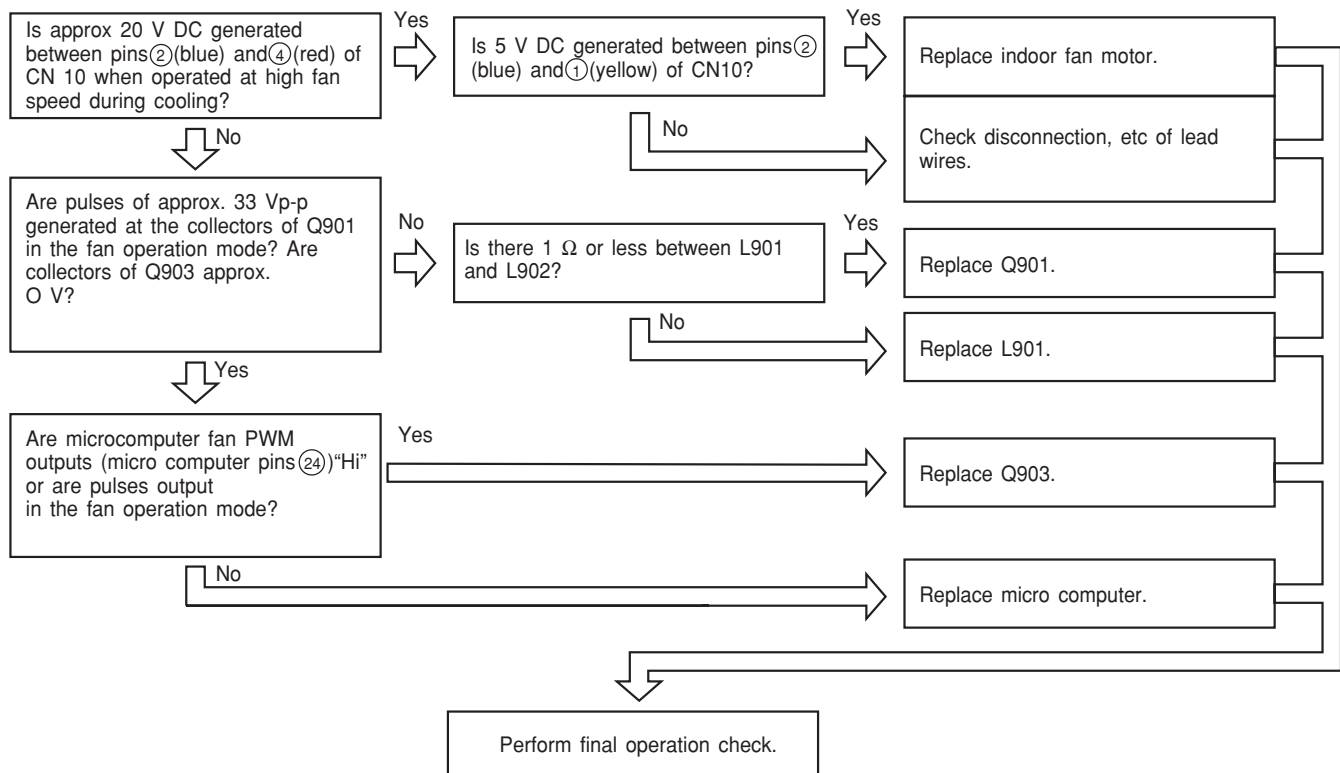 Is approx 20 V DC generated
between pins②(blue) and④(red) of
CN 10 when operated at high fan
speed during cooling?
Yes
Is 5 V DC generated between pins②
(blue) and①(yellow) of CN10?
Yes
Replace indoor fan motor.
No
No
Check disconnection, etc of lead
wires.
Are pulses of approx. 33 Vp-p
generated at the collectors of Q901
in the fan operation mode? Are
collectors of Q903 approx.
O V?
No
Is there 1 Ω or less between L901
and L902?
Yes
Replace Q901.
No
Replace L901.
Yes
Are microcomputer fan PWM
outputs (micro computer pins㉔)“Hi”
or are pulses output
in the fan operation mode?
Yes
Replace Q903.
No
Replace micro computer.
Perform final operation check.